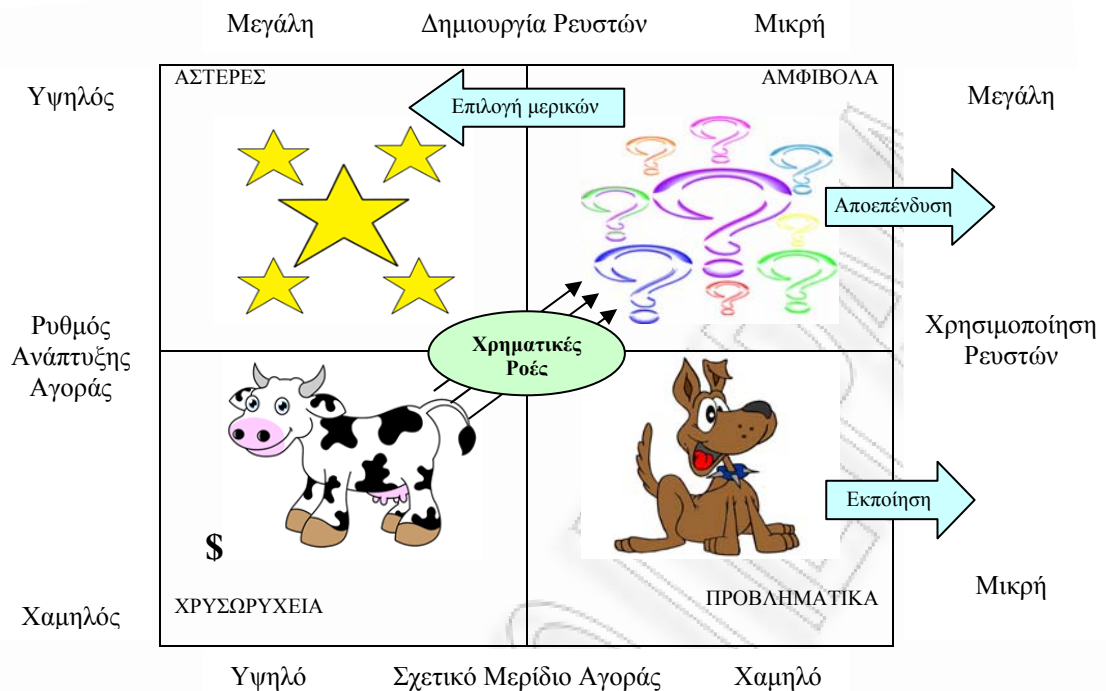 Μεγάλη Δημιουργία Ρευστών Μικρή
ΑΣΤΕΡΕΣ ΑΜΦΙΒΟΛΑ
Υψηλός Επιλογή μερικών Μεγάλη
Αποεπένδυση
Ρυθμός
Ανάπτυξης
Αγοράς
Χρηματικές
Ροές
Χρησιμοποίηση
Ρευστών
Εκποίηση
$
ΧΡΥΣΩΡΥΧΕΙΑ ΠΡΟΒΛΗΜΑΤΙΚΑ
Χαμηλός Μικρή
Υψηλό Σχετικό Μερίδιο Αγοράς Χαμηλό